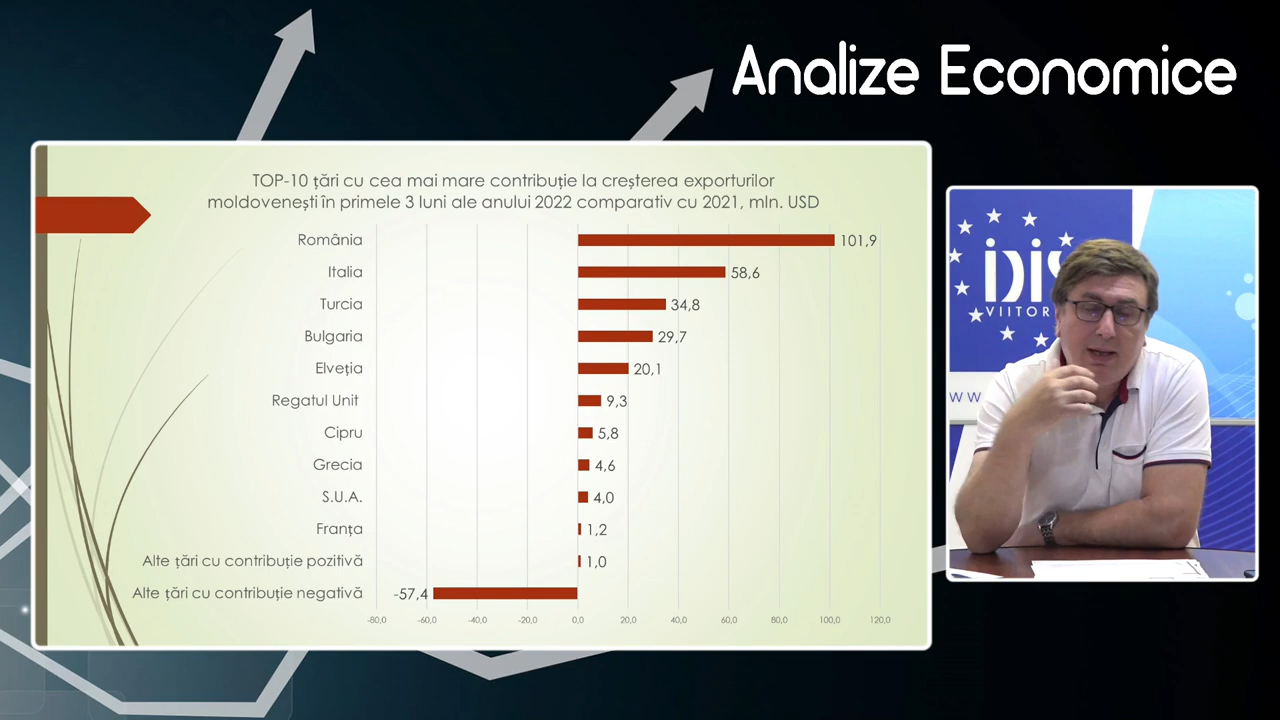 Analize Economice
TOP-10 țări cu cea mai mare contribuție la creșterea exporturilor
moldovenești în primele 3 luni ale anului 2022 comparativ cu 2021, mln. USD
România 101,9
Italia 58,6
Turcia 34,8
Bulgaria 29,7
Elveția 20,1
Regatul Unit 9,3
Cipru 5,8
Grecia 4,6
S.U.A. 4,0
Franța 1,2
Alte țări cu contribuție pozitivă 1,0
Alte țări cu contribuție negativă -57,4
-80,0 -60,0 -40,0 -20,0 0,0 20,0 40,0 60,0 80,0 100,0 120,0
VIITOR